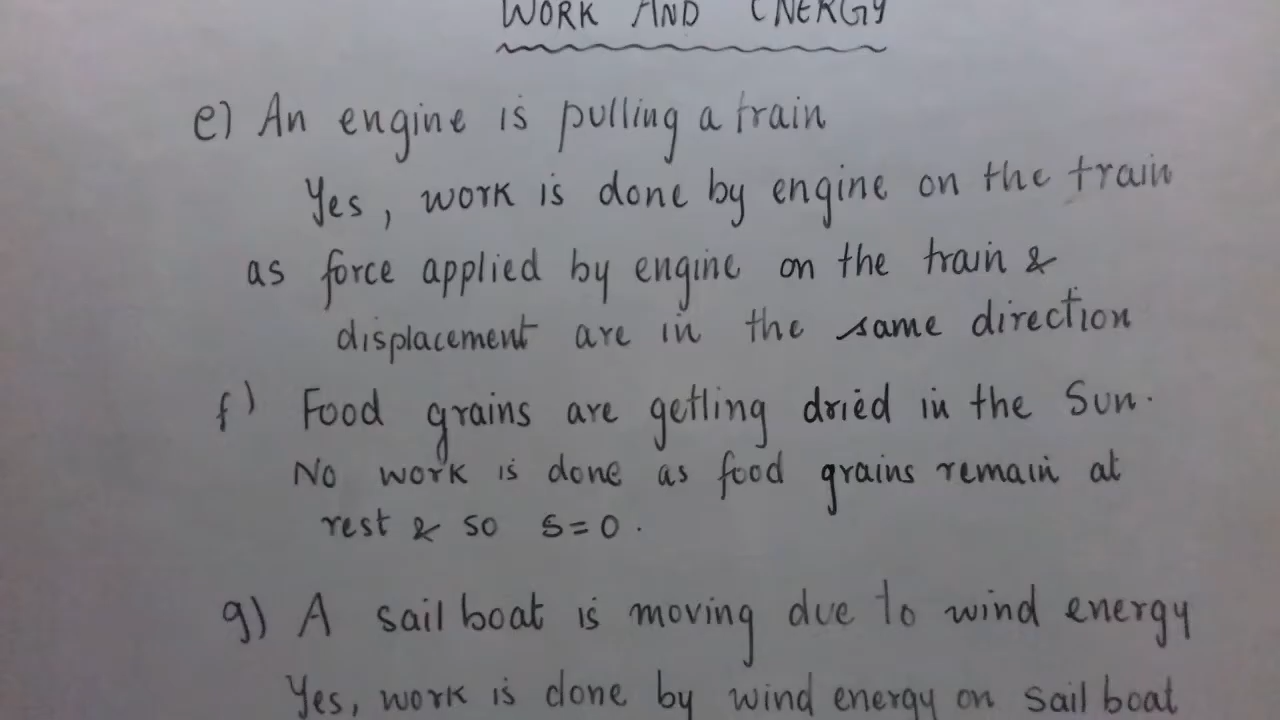 WORK AND ENERGY
e) An engine is pulling a train
Yes, work is done by engine on the train
as force applied by engine on the train &
displacement are in the same direction
f) Food grains are getting dried in the Sun.
No work is done as food grains remain at
rest & so s=0.
g) A sail boat is moving due to wind energy
Yes, work is done by wind energy on sail boat